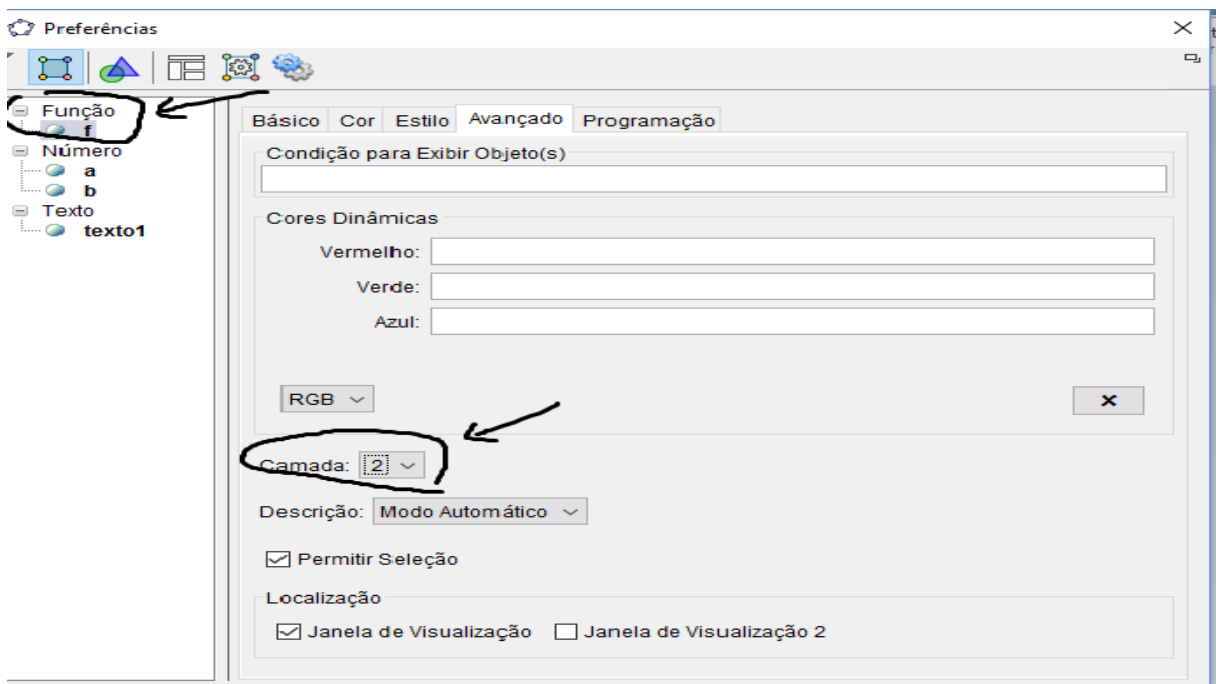 Preferências
Função
f
Número
a
b
Texto
texto1
Básico Cor Estilo Avançado Programação
Condição para Exibir Objeto(s)
Cores Dinâmicas
Vermelho:
Verde:
Azul:
RGB
Camada: 2
Descrição: Modo Automático
Permitir Seleção
Localização
Janela de Visualização Janela de Visualização 2